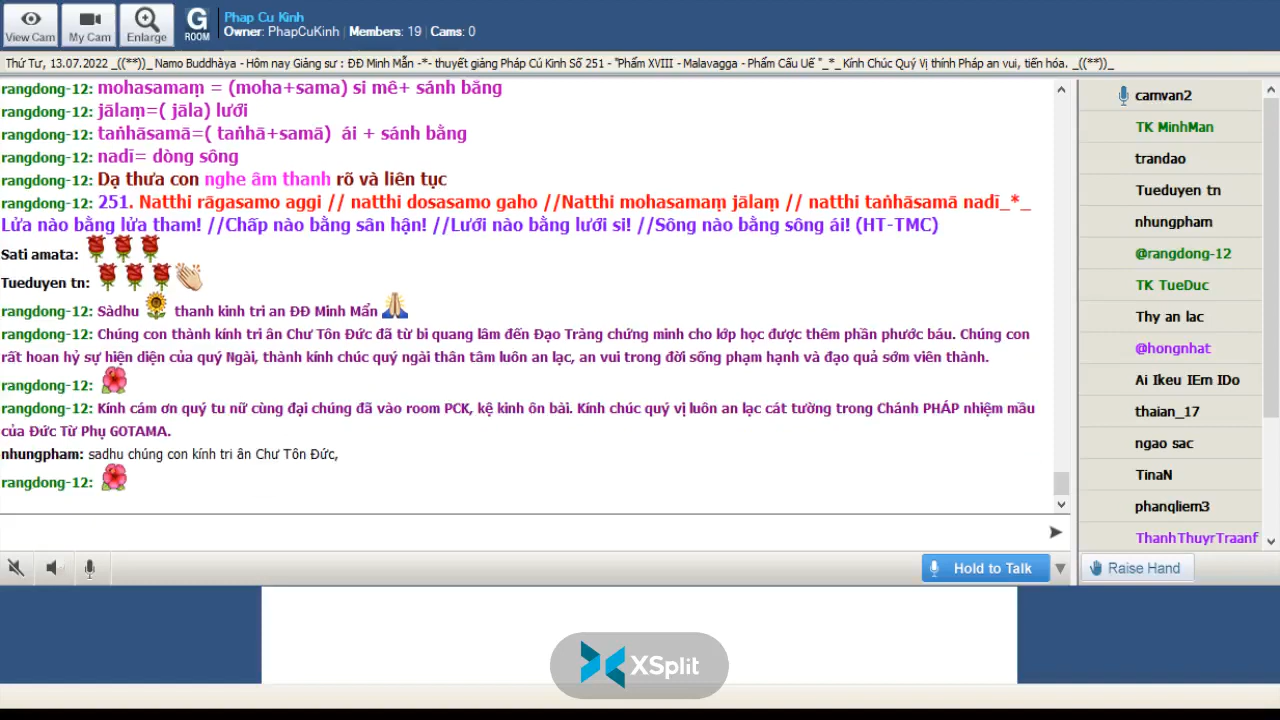 View Cam
My Cam
Enlarge
G
ROOM
Phap Cu Kinh
Owner: PhapCuKinh | Members: 19 | Cams: 0
Thứ Tư, 13.07.2022 _((**))_ Namo Buddhàya - Hôm nay Giảng sư : ĐĐ Minh Mẫn -*- thuyết giảng Pháp Cú Kinh Số 251 - "Phẩm XVIII - Malavagga - Phẩm Cấu Uế "_*_ Kính Chúc Quý Vị thính Pháp an vui, tiến hóa. _((**))_
rangdong-12: mohasamaṃ = (moha+sama) si mê+ sánh bằng
rangdong-12: jālaṃ=( jāla) lưới
rangdong-12: taṅhāsamā=( taṅhā+samā) ái + sánh bằng
rangdong-12: nadī= dòng sông
rangdong-12: Dạ thưa con nghe âm thanh rõ và liên tục
rangdong-12: 251. Natthi rāgasamo aggi // natthi dosasamo gaho //Natthi mohasamaṃ jālaṃ // natthi taṅhāsamā nadī_*_
Lửa nào bằng lửa tham! //Chấp nào bằng sân hận! //Lưới nào bằng lưới si! //Sông nào bằng sông ái! (HT-TMC)
Sati amata:
Tueduyen tn:
rangdong-12: Sàdhu thanh kinh tri an ĐĐ Minh Mẩn
rangdong-12: Chúng con thành kính tri ân Chư Tôn Đức đã từ bi quang lâm đến Đạo Tràng chứng minh cho lớp học được thêm phần phước báu. Chúng con
rất hoan hỷ sự hiện diện của quý Ngài, thành kính chúc quý ngài thân tâm luôn an lạc, an vui trong đời sống phạm hạnh và đạo quả sớm viên thành.
rangdong-12:
rangdong-12: Kính cám ơn quý tu nữ cùng đại chúng đã vào room PCK, kệ kinh ôn bài. Kính chúc quý vị luôn an lạc cát tường trong Chánh PHÁP nhiệm mầu
của Đức Từ Phụ GOTAMA.
nhungpham: sadhu chúng con kính tri ân Chư Tôn Đức,
rangdong-12:
camvan2
TK MinhMan
trandao
Tueduyen tn
nhungpham
@rangdong-12
TK TueDuc
Thy an lac
@hongnhat
Ai Ikeu IEm IDo
thaian_17
ngao sac
TinaN
phanqliem3
ThanhThuyrTraanf
Hold to Talk
Raise Hand
XSplit